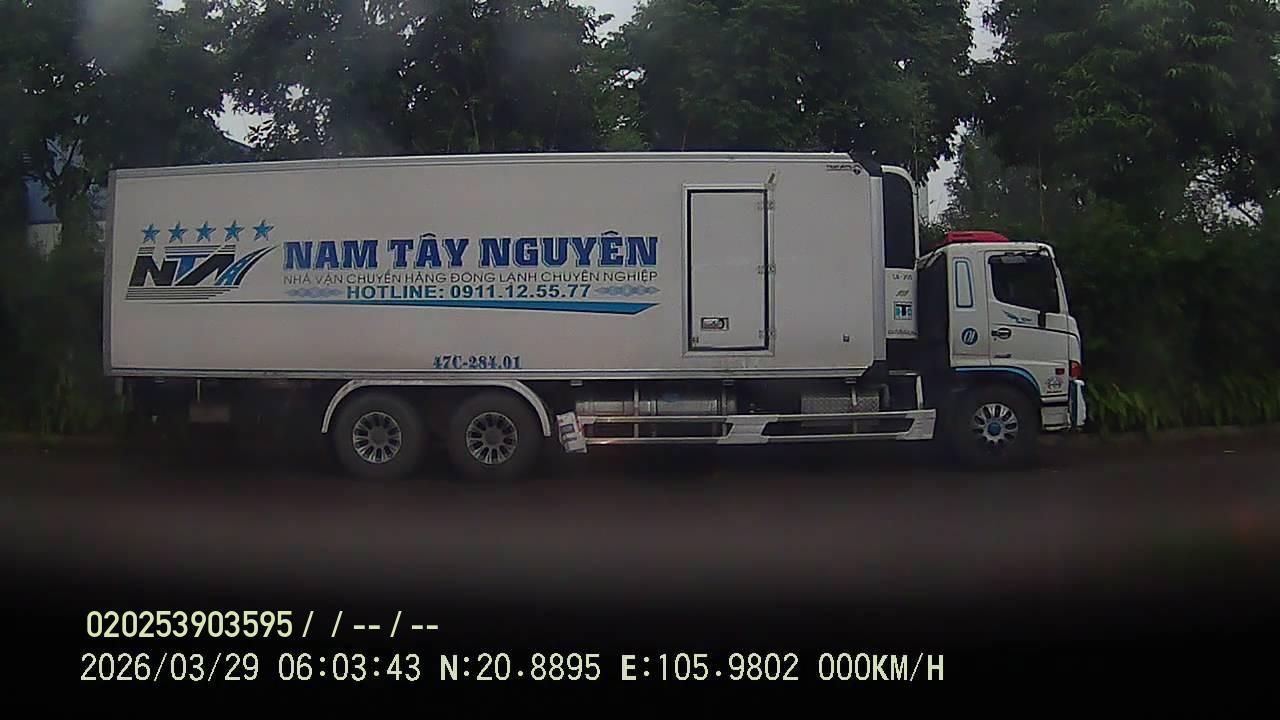 NTN
NAM TÂY NGUYÊN
NHÀ VẬN CHUYỂN HÀNG ĐÔNG LẠNH CHUYÊN NGHIỆP
HOTLINE: 0911.12.55.77
47C-284.01
01
020253903595 / / -- / --
2026/03/29 06:03:43 N:20.8895 E:105.9802 000KM/H